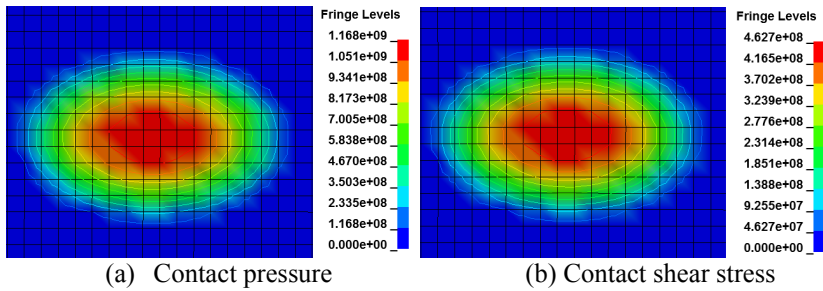 Fringe Levels
1.168e+09
1.051e+09
9.341e+08
8.173e+08
7.005e+08
5.838e+08
4.670e+08
3.503e+08
2.335e+08
1.168e+08
0.000e+00
Fringe Levels
4.627e+08
4.165e+08
3.702e+08
3.239e+08
2.776e+08
2.314e+08
1.851e+08
1.388e+08
9.255e+07
4.627e+07
0.000e+00
(a) Contact pressure
(b) Contact shear stress